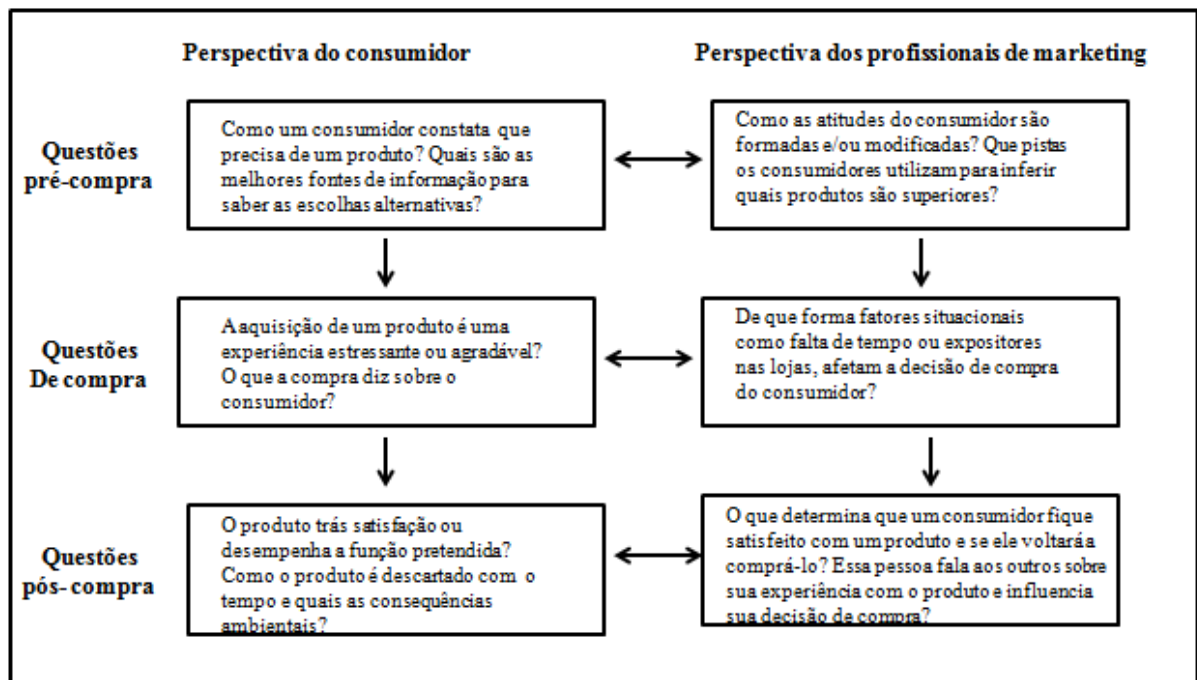 Perspectiva do consumidor
Perspectiva dos profissionais de marketing
Questões
pré-compra
Como um consumidor constata que
precisa de um produto? Quais são as
melhores fontes de informação para
saber as escolhas alternativas?
Como as atitudes do consumidor são
formadas e/ou modificadas? Que pistas
os consumidores utilizam para inferir
quais produtos são superiores?
Questões
De compra
A aquisição de um produto é uma
experiência estressante ou agradável?
O que a compra diz sobre o
consumidor?
De que forma fatores situacionais
como falta de tempo ou expositores
nas lojas, afetam a decisão de compra
do consumidor?
Questões
pós- compra
O produto trás satisfação ou
desempenha a função pretendida?
Como o produto é descartado com o
tempo e quais as consequências
ambientais?
O que determina que um consumidor fique
satisfeito com um produto e se ele voltará a
comprá-lo? Essa pessoa fala aos outros sobre
sua experiência com o produto e influencia
sua decisão de compra?